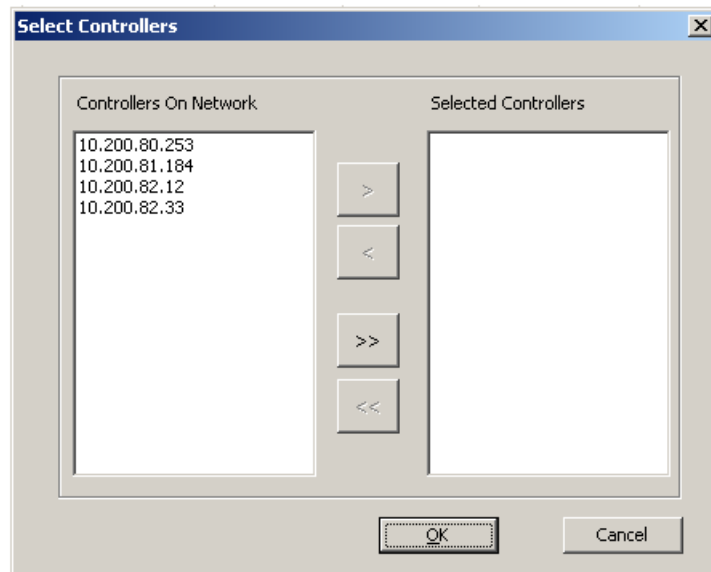 Select Controllers
Controllers On Network
Selected Controllers
10.200.80.253
10.200.81.184
10.200.82.12
10.200.82.33
>
<
>>
<<
OK
Cancel